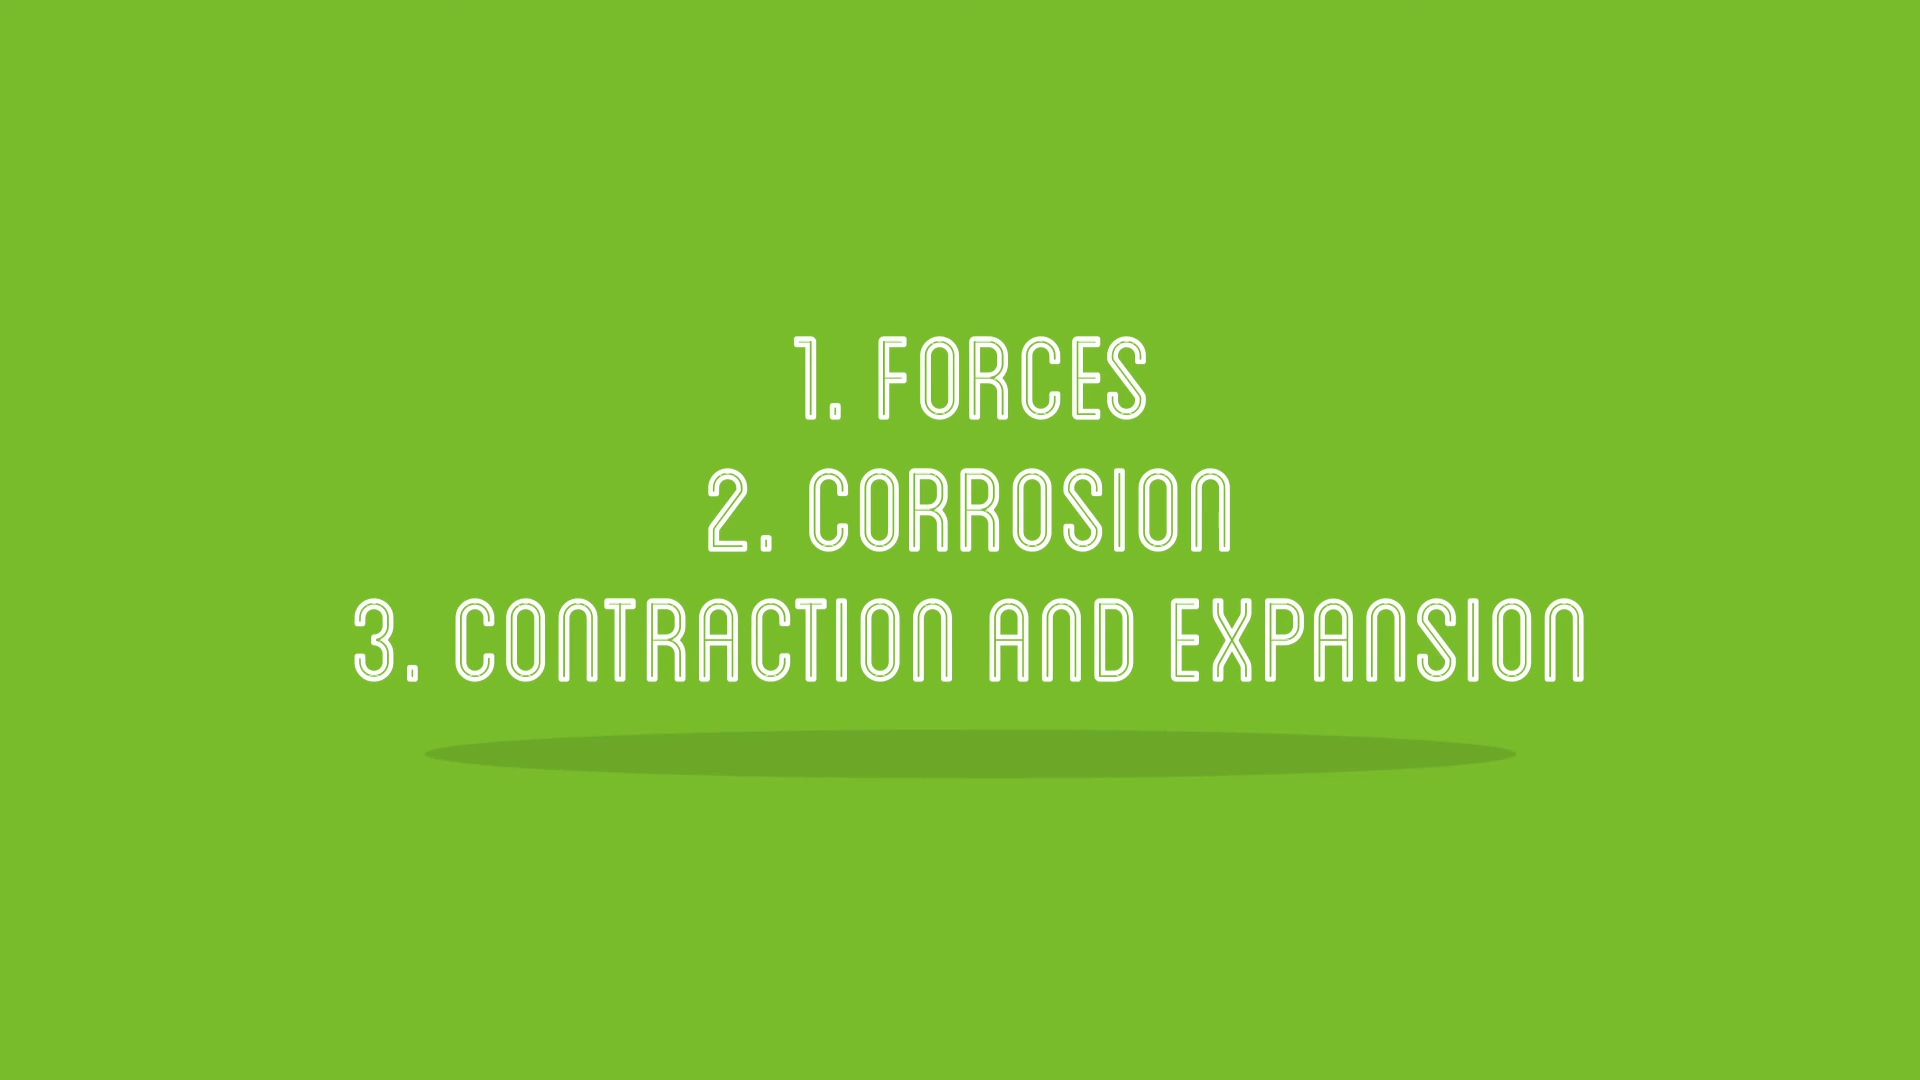 1. FORCES
2. CORROSION
3. CONTRACTION AND EXPANSION